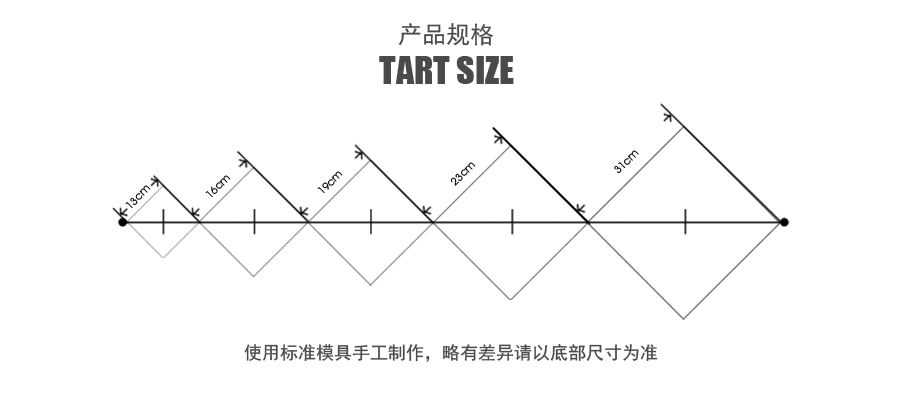 产品规格
TART SIZE
13cm
16cm
19cm
23cm
31cm
使用标准模具手工制作，略有差异请以底部尺寸为准